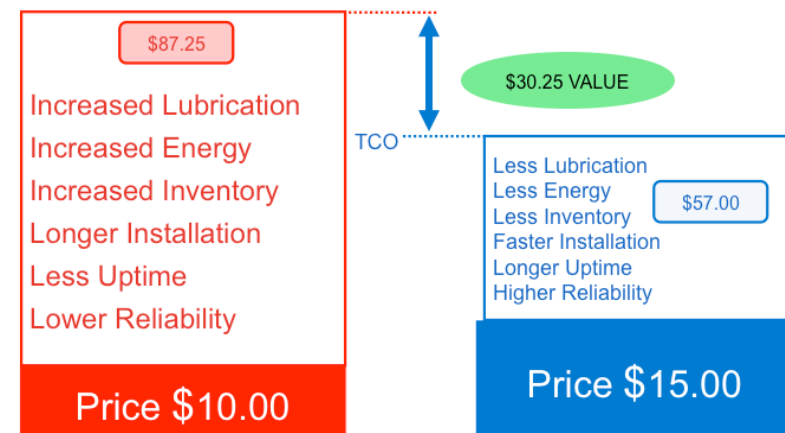 $87.25
Increased Lubrication
Increased Energy
Increased Inventory
Longer Installation
Less Uptime
Lower Reliability
Price $10.00
TCO
$30.25 VALUE
Less Lubrication
Less Energy
Less Inventory
$57.00
Faster Installation
Longer Uptime
Higher Reliability
Price $15.00